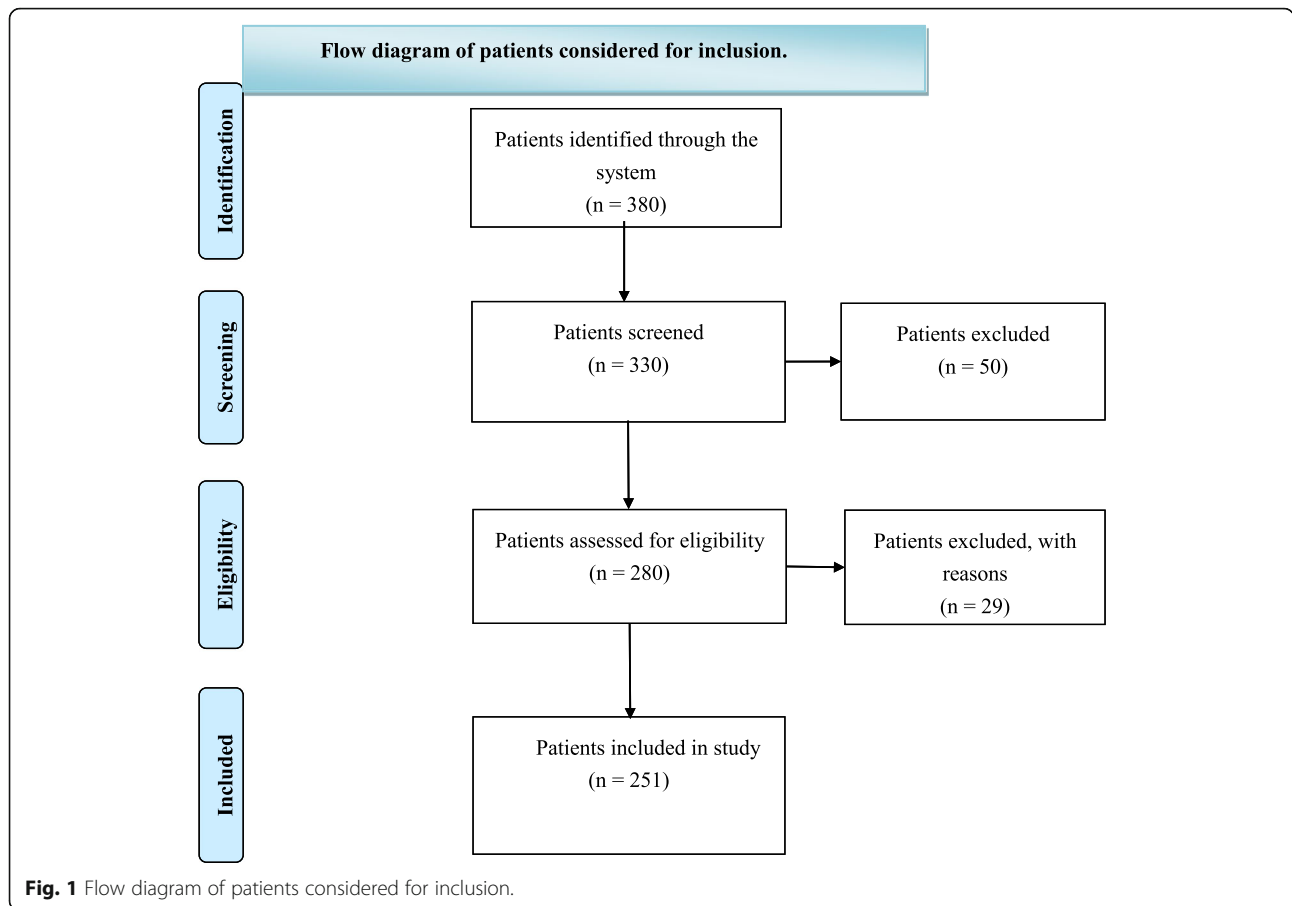 Flow diagram of patients considered for inclusion.
Identification
Patients identified through the
system
(n = 380)
Screening
Patients screened
(n = 330)
Patients excluded
(n = 50)
Eligibility
Patients assessed for eligibility
(n = 280)
Patients excluded, with
reasons
(n = 29)
Included
Patients included in study
(n = 251)
Fig. 1 Flow diagram of patients considered for inclusion.